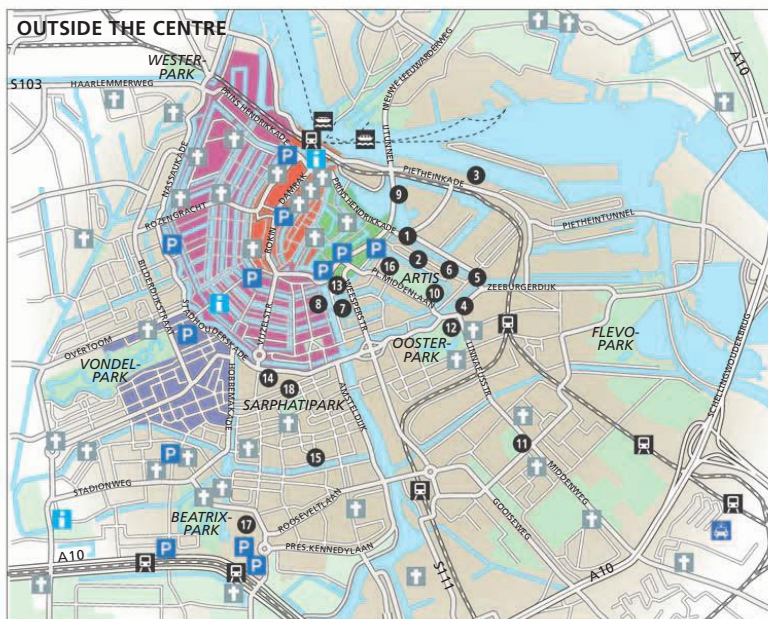 OUTSIDE THE CENTRE
WESTER-
PARK
S103
HAARLEMMERWEG
PRINS HENDRIKKADE
NASSAUKADE
NIEUWE LEEUWARDERWEG
IJTUNNEL
A10
PIETHEINKADE
3
9
PIETHEINTUNNEL
DAMRAK
PRINS HENDRIKKADE
ROZENGRACHT
ROKIN
1
2
6
5
16
ARTIS
10
4
PL. MIDDENLAAN
ZEEBURGERDIJK
13
8
7
WEESPERSTR.
12
OOSTER-
PARK
LINNAEUSSTR.
FLEVO-
PARK
SCHELLINGWOUDERBRUG
BILDERDIJKSTRAAT
STADHOUDERSKADE
VIJZELSTR.
OVERTOOM
VONDEL-
PARK
HOBBEMAKADE
14
18
SARPHATIPARK
AMSTELDIJK
15
11
MIDDENWEG
GOOISEWEG
STADIONWEG
BEATRIX-
PARK
17
ROOSEVELTLAAN
PRES KENNEDYLAAN
A10
S111
A10
P
P
P
P
P
P
P
P
P
P
P
P
i
i
i